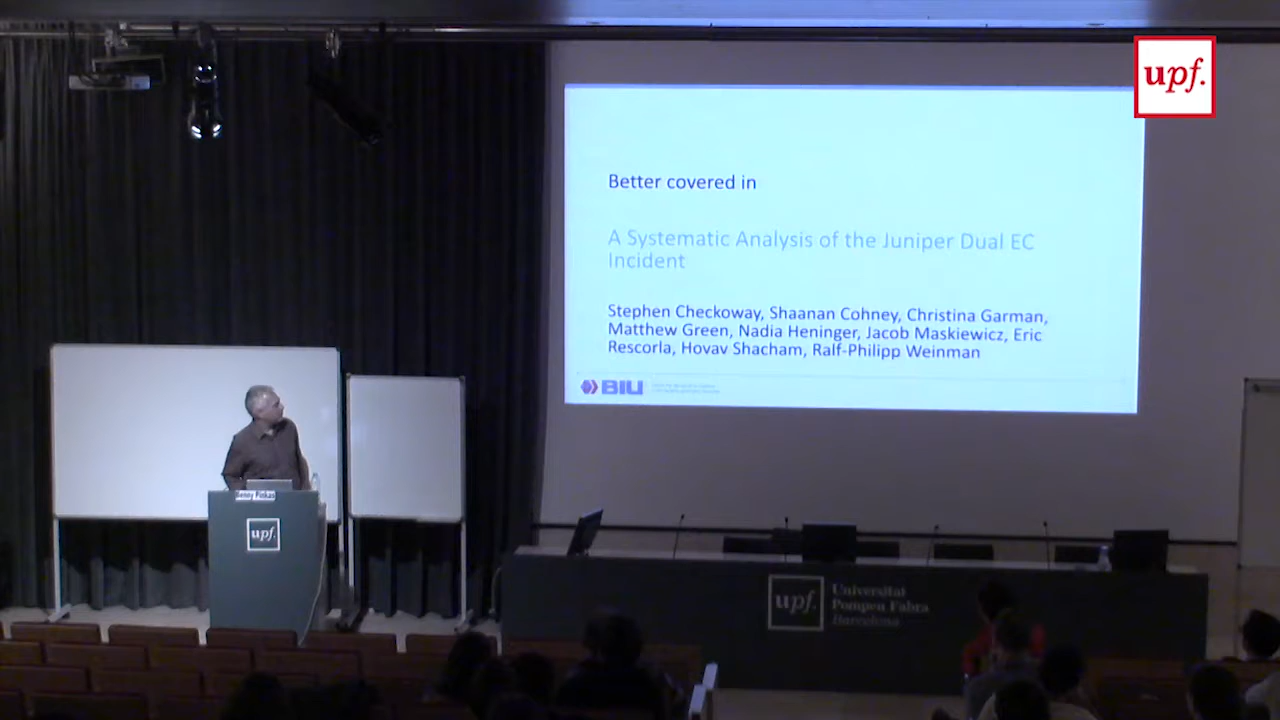 upf.
Better covered in
A Systematic Analysis of the Juniper Dual EC
Incident
Stephen Checkoway, Shaanan Cohney, Christina Garman,
Matthew Green, Nadia Heninger, Jacob Maskiewicz, Eric
Rescorla, Hovav Shacham, Ralf-Philipp Weinman
BIU
Benny Pinkas
upf.
upf.
Universitat
Pompeu Fabra
Barcelona